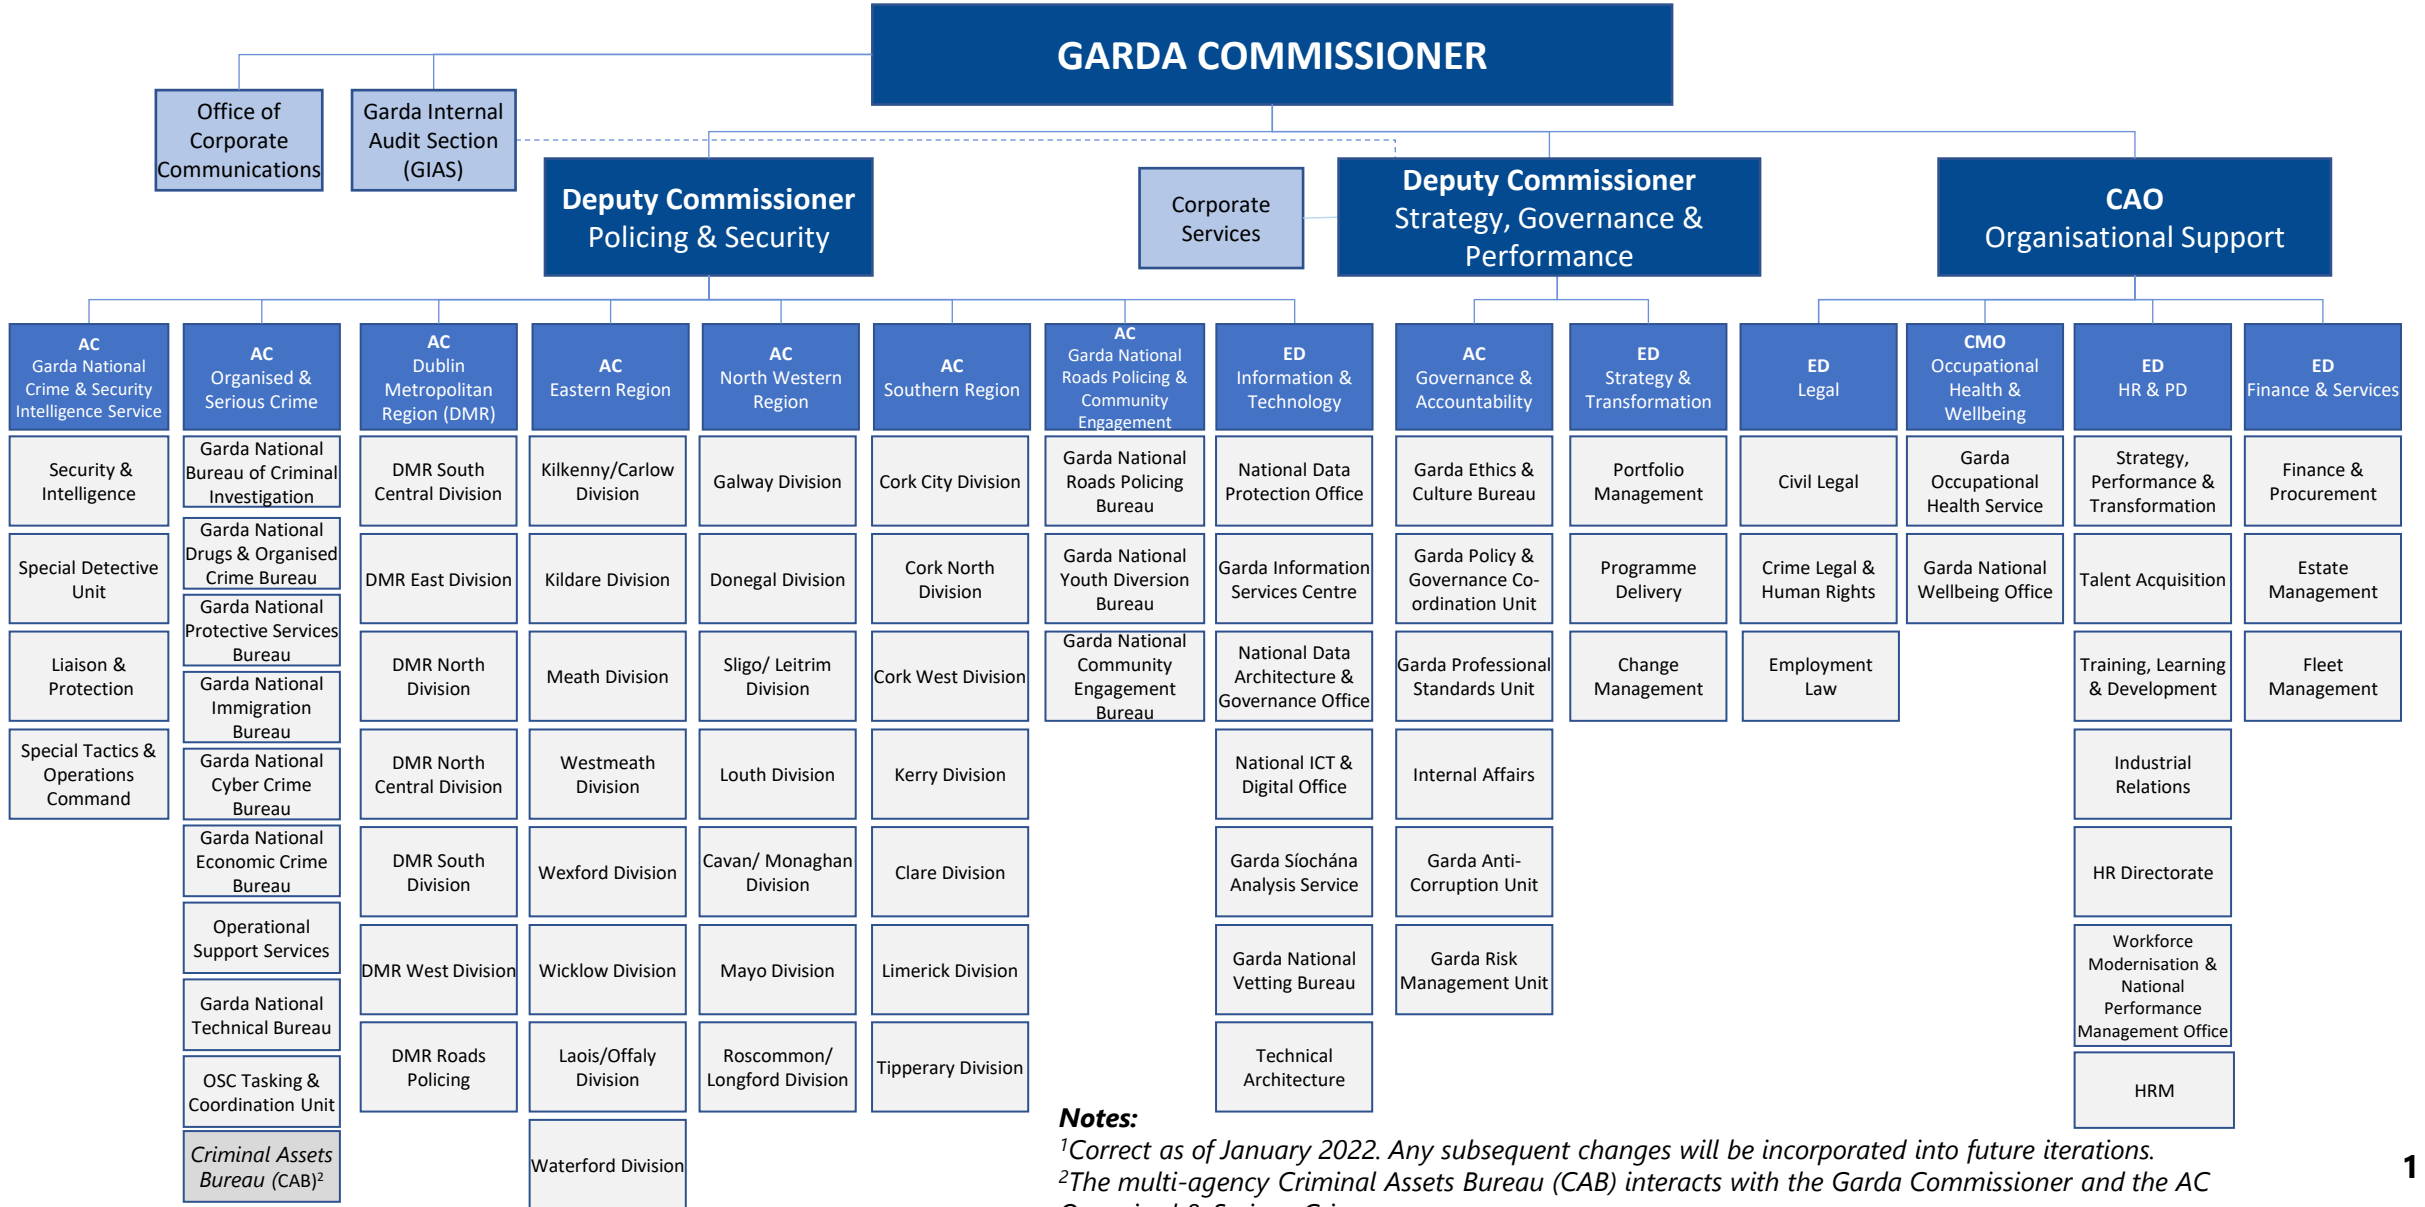 GARDA COMMISSIONER
Office of
Corporate
Communications
Garda Internal
Audit Section
(GIAS)
Deputy Commissioner
Policing & Security
Corporate
Services
Deputy Commissioner
Strategy, Governance &
Performance
CAO
Organisational Support
AC
Garda National
Crime & Security
Intelligence Service
Security &
Intelligence
Special Detective
Unit
Liaison &
Protection
Special Tactics &
Operations
Command
AC
Organised &
Serious Crime
Garda National
Bureau of Criminal
Investigation
Garda National
Drugs & Organised
Crime Bureau
Garda National
Protective Services
Bureau
Garda National
Immigration
Bureau
Garda National
Cyber Crime
Bureau
Garda National
Economic Crime
Bureau
Operational
Support Services
Garda National
Technical Bureau
OSC Tasking &
Coordination Unit
Criminal Assets
Bureau (CAB)²
AC
Dublin
Metropolitan
Region (DMR)
DMR South
Central Division
DMR East Division
DMR North
Division
DMR North
Central Division
DMR South
Division
DMR West Division
DMR Roads
Policing
AC
Eastern Region
Kilkenny/Carlow
Division
Kildare Division
Meath Division
Westmeath
Division
Wexford Division
Wicklow Division
Laois/Offaly
Division
Waterford Division
AC
North Western
Region
Galway Division
Donegal Division
Sligo/ Leitrim
Division
Louth Division
Cavan/ Monaghan
Division
Mayo Division
Roscommon/
Longford Division
AC
Southern Region
Cork City Division
Cork North
Division
Cork West Division
Kerry Division
Clare Division
Limerick Division
Tipperary Division
AC
Garda National
Roads Policing &
Community
Engagement
Garda National
Roads Policing
Bureau
Garda National
Youth Diversion
Bureau
Garda National
Community
Engagement
Bureau
ED
Information &
Technology
National Data
Protection Office
Garda Information
Services Centre
National Data
Architecture &
Governance Office
National ICT &
Digital Office
Garda Síochána
Analysis Service
Garda National
Vetting Bureau
Technical
Architecture
AC
Governance &
Accountability
Garda Ethics &
Culture Bureau
Garda Policy &
Governance Co-
ordination Unit
Garda Professional
Standards Unit
Internal Affairs
Garda Anti-
Corruption Unit
Garda Risk
Management Unit
ED
Strategy &
Transformation
Portfolio
Management
Programme
Delivery
Change
Management
ED
Legal
Civil Legal
Crime Legal &
Human Rights
Employment
Law
CMO
Occupational
Health &
Wellbeing
Garda
Occupational
Health Service
Garda National
Wellbeing Office
ED
HR & PD
Strategy,
Performance &
Transformation
Talent Acquisition
Training, Learning
& Development
Industrial
Relations
HR Directorate
Workforce
Modernisation &
National
Performance
Management Office
HRM
ED
Finance & Services
Finance &
Procurement
Estate
Management
Fleet
Management
Notes:
¹Correct as of January 2022. Any subsequent changes will be incorporated into future iterations.
²The multi-agency Criminal Assets Bureau (CAB) interacts with the Garda Commissioner and the AC
1